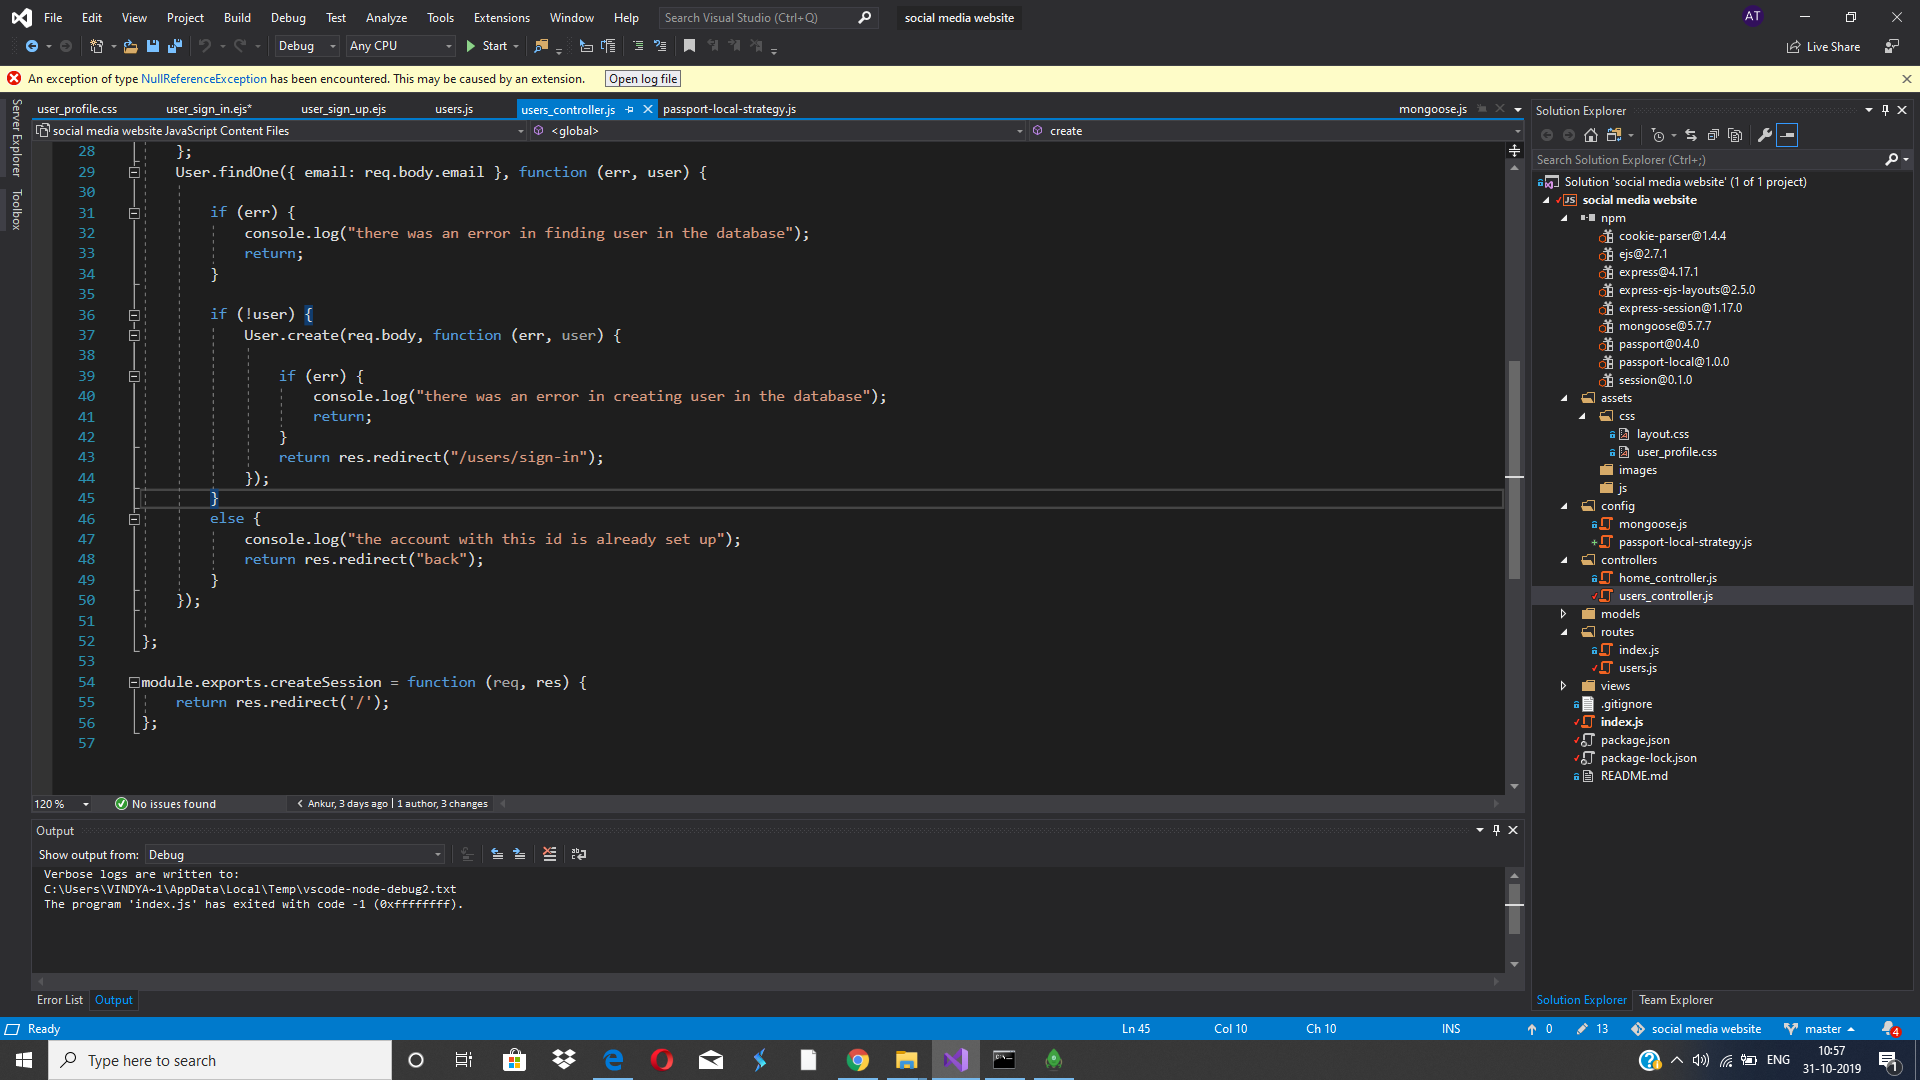 File Edit View Project Build Debug Test Analyze Tools Extensions Window Help Search Visual Studio (Ctrl+Q) social media website AT
Debug Any CPU Start Live Share
An exception of type NullReferenceException has been encountered. This may be caused by an extension. Open log file
user_profile.css user_sign_in.ejs* user_sign_up.ejs users.js users_controller.js passport-local-strategy.js mongoose.js
social media website JavaScript Content Files <global> create
Server Explorer
Toolbox
28 };
29 User.findOne({ email: req.body.email }, function (err, user) {
30
31 if (err) {
32 console.log("there was an error in finding user in the database");
33 return;
34 }
35
36 if (!user) {
37 User.create(req.body, function (err, user) {
38
39 if (err) {
40 console.log("there was an error in creating user in the database");
41 return;
42 }
43 return res.redirect("/users/sign-in");
44 });
45 }
46 else {
47 console.log("the account with this id is already set up");
48 return res.redirect("back");
49 }
50 });
51
52 };
53
54 module.exports.createSession = function (req, res) {
55 return res.redirect('/');
56 };
57
120 % No issues found Ankur, 3 days ago | 1 author, 3 changes
Output
Show output from: Debug
Verbose logs are written to:
C:\Users\VINDYA~1\AppData\Local\Temp\vscode-node-debug2.txt
The program 'index.js' has exited with code -1 (0xffffffff).
Error List Output
Solution Explorer
Search Solution Explorer (Ctrl+;)
Solution 'social media website' (1 of 1 project)
JS social media website
npm
cookie-parser@1.4.4
ejs@2.7.1
express@4.17.1
express-ejs-layouts@2.5.0
express-session@1.17.0
mongoose@5.7.7
passport@0.4.0
passport-local@1.0.0
session@0.1.0
assets
css
layout.css
user_profile.css
images
js
config
mongoose.js
passport-local-strategy.js
controllers
home_controller.js
users_controller.js
models
routes
index.js
users.js
views
.gitignore
index.js
package.json
package-lock.json
README.md
Solution Explorer Team Explorer
Ready Ln 45 Col 10 Ch 10 INS 0 13 social media website master 4
Type here to search ENG 10:57
31-10-2019 1